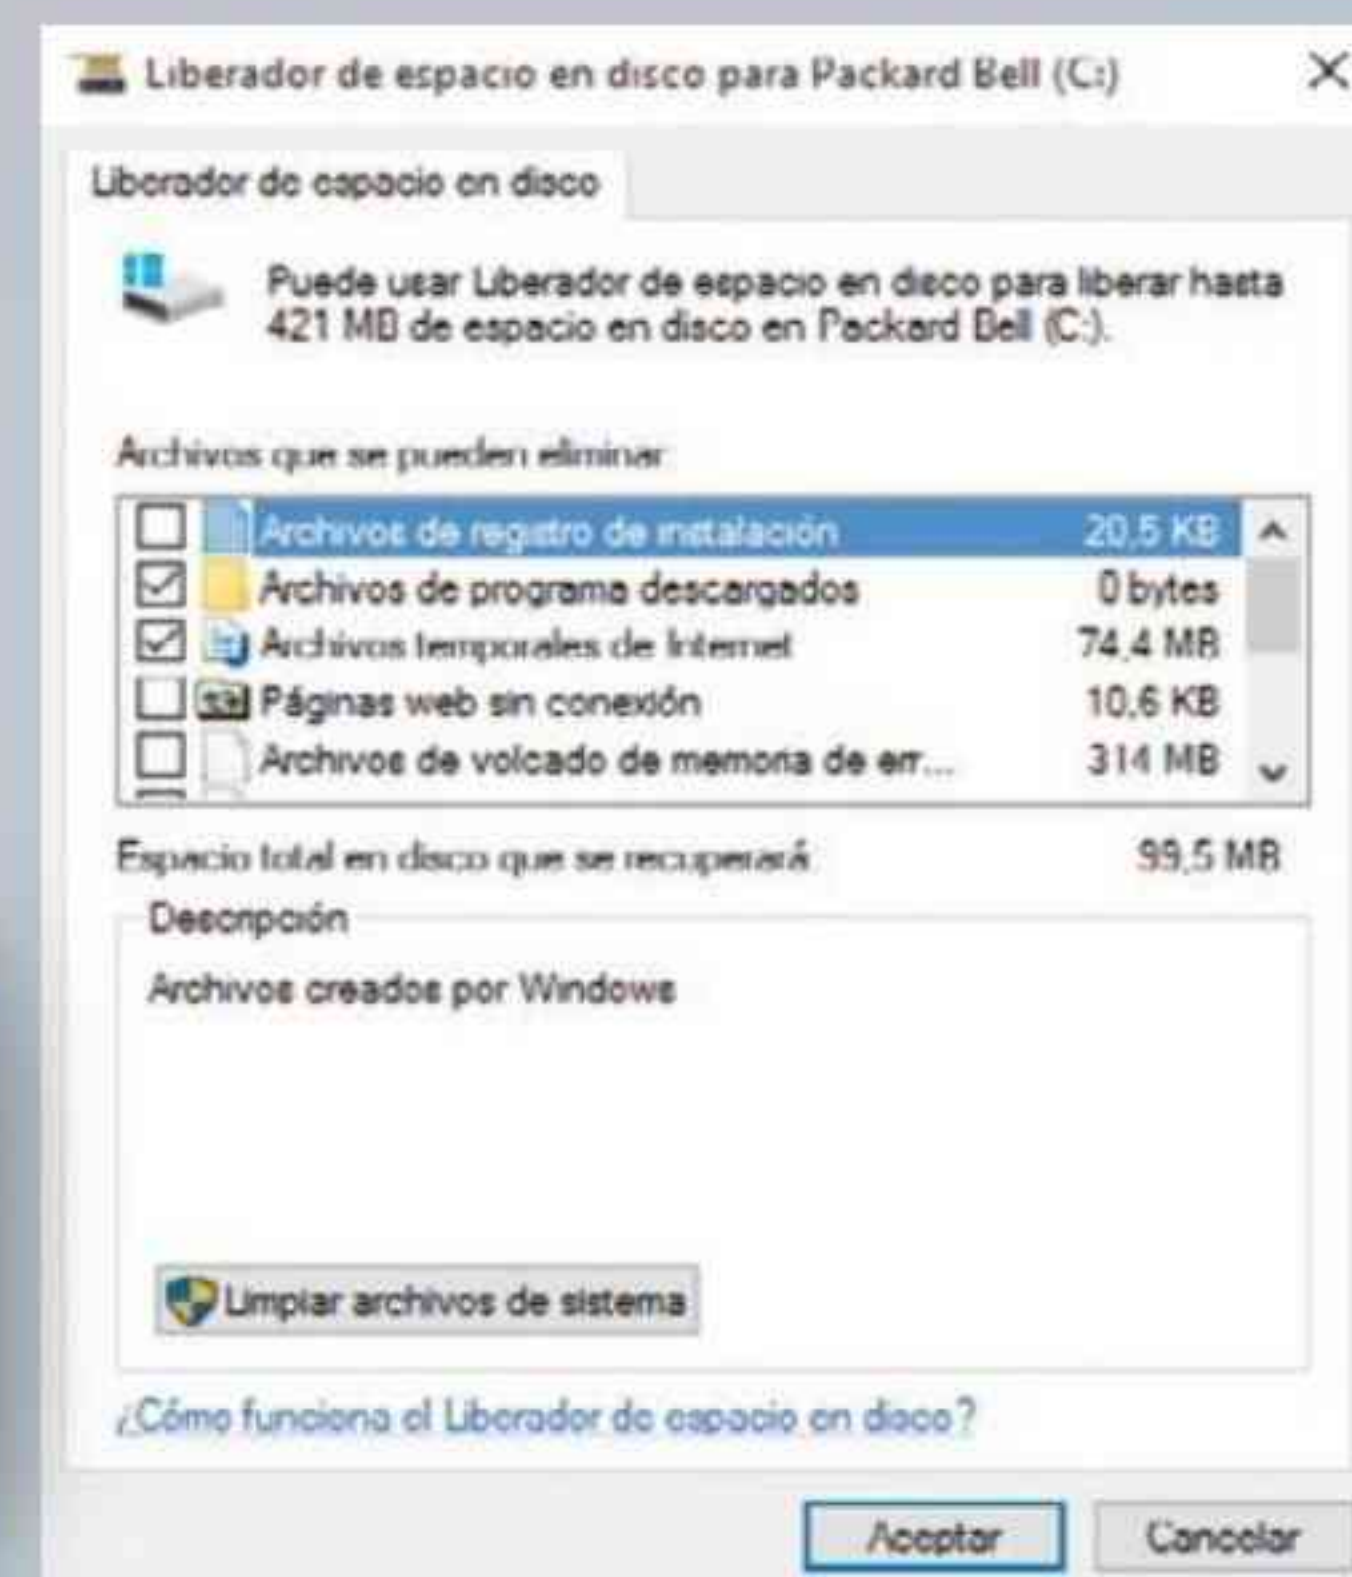 Liberador de espacio en disco para Packard Bell (C:)
Liberador de espacio en disco
Puede usar Liberador de espacio en disco para liberar hasta
421 MB de espacio en disco en Packard Bell (C:).
Archivos que se pueden eliminar:
Archivos de registro de instalación 20,5 KB
Archivos de programa descargados 0 bytes
Archivos temporales de Internet 74,4 MB
Páginas web sin conexión 10,6 KB
Archivos de volcado de memoria de err... 314 MB
Espacio total en disco que se recuperará: 99,5 MB
Descripción
Archivos creados por Windows
Limpiar archivos de sistema
¿Cómo funciona el Liberador de espacio en disco?
Aceptar Cancelar